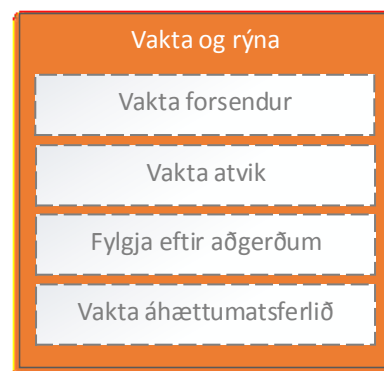 Vakta og rýna
Vakta forsendur
Vakta atvik
Fylgja eftir aðgerðum
Vakta áhættumatsferlið